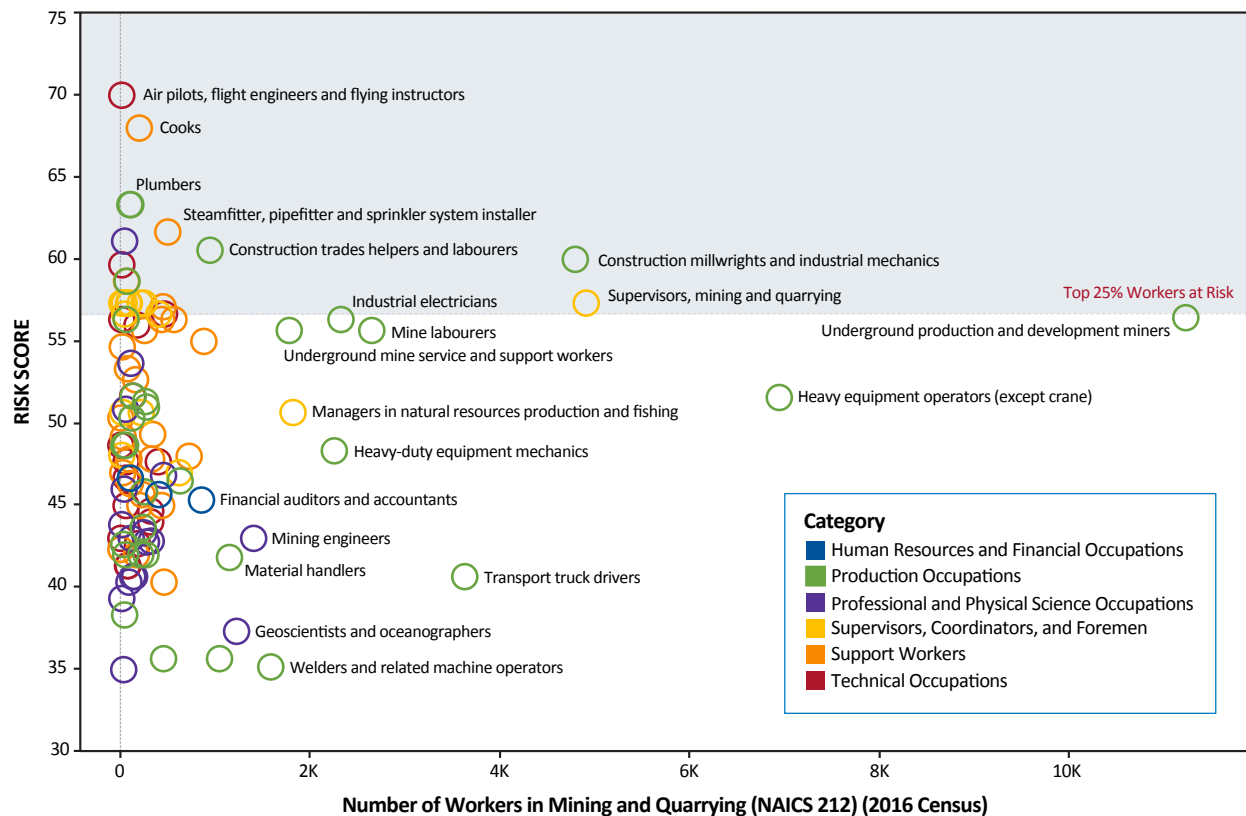 75
70
65
60
55
50
45
40
35
30
RISK SCORE
Air pilots, flight engineers and flying instructors
Cooks
Plumbers
Steamfitter, pipefitter and sprinkler system installer
Construction trades helpers and labourers
Construction millwrights and industrial mechanics
Top 25% Workers at Risk
Industrial electricians
Supervisors, mining and quarrying
Mine labourers
Underground production and development miners
Underground mine service and support workers
Heavy equipment operators (except crane)
Managers in natural resources production and fishing
Heavy-duty equipment mechanics
Financial auditors and accountants
Mining engineers
Material handlers
Transport truck drivers
Geoscientists and oceanographers
Welders and related machine operators
Category
Human Resources and Financial Occupations
Production Occupations
Professional and Physical Science Occupations
Supervisors, Coordinators, and Foremen
Support Workers
Technical Occupations
0 2K 4K 6K 8K 10K
Number of Workers in Mining and Quarrying (NAICS 212) (2016 Census)